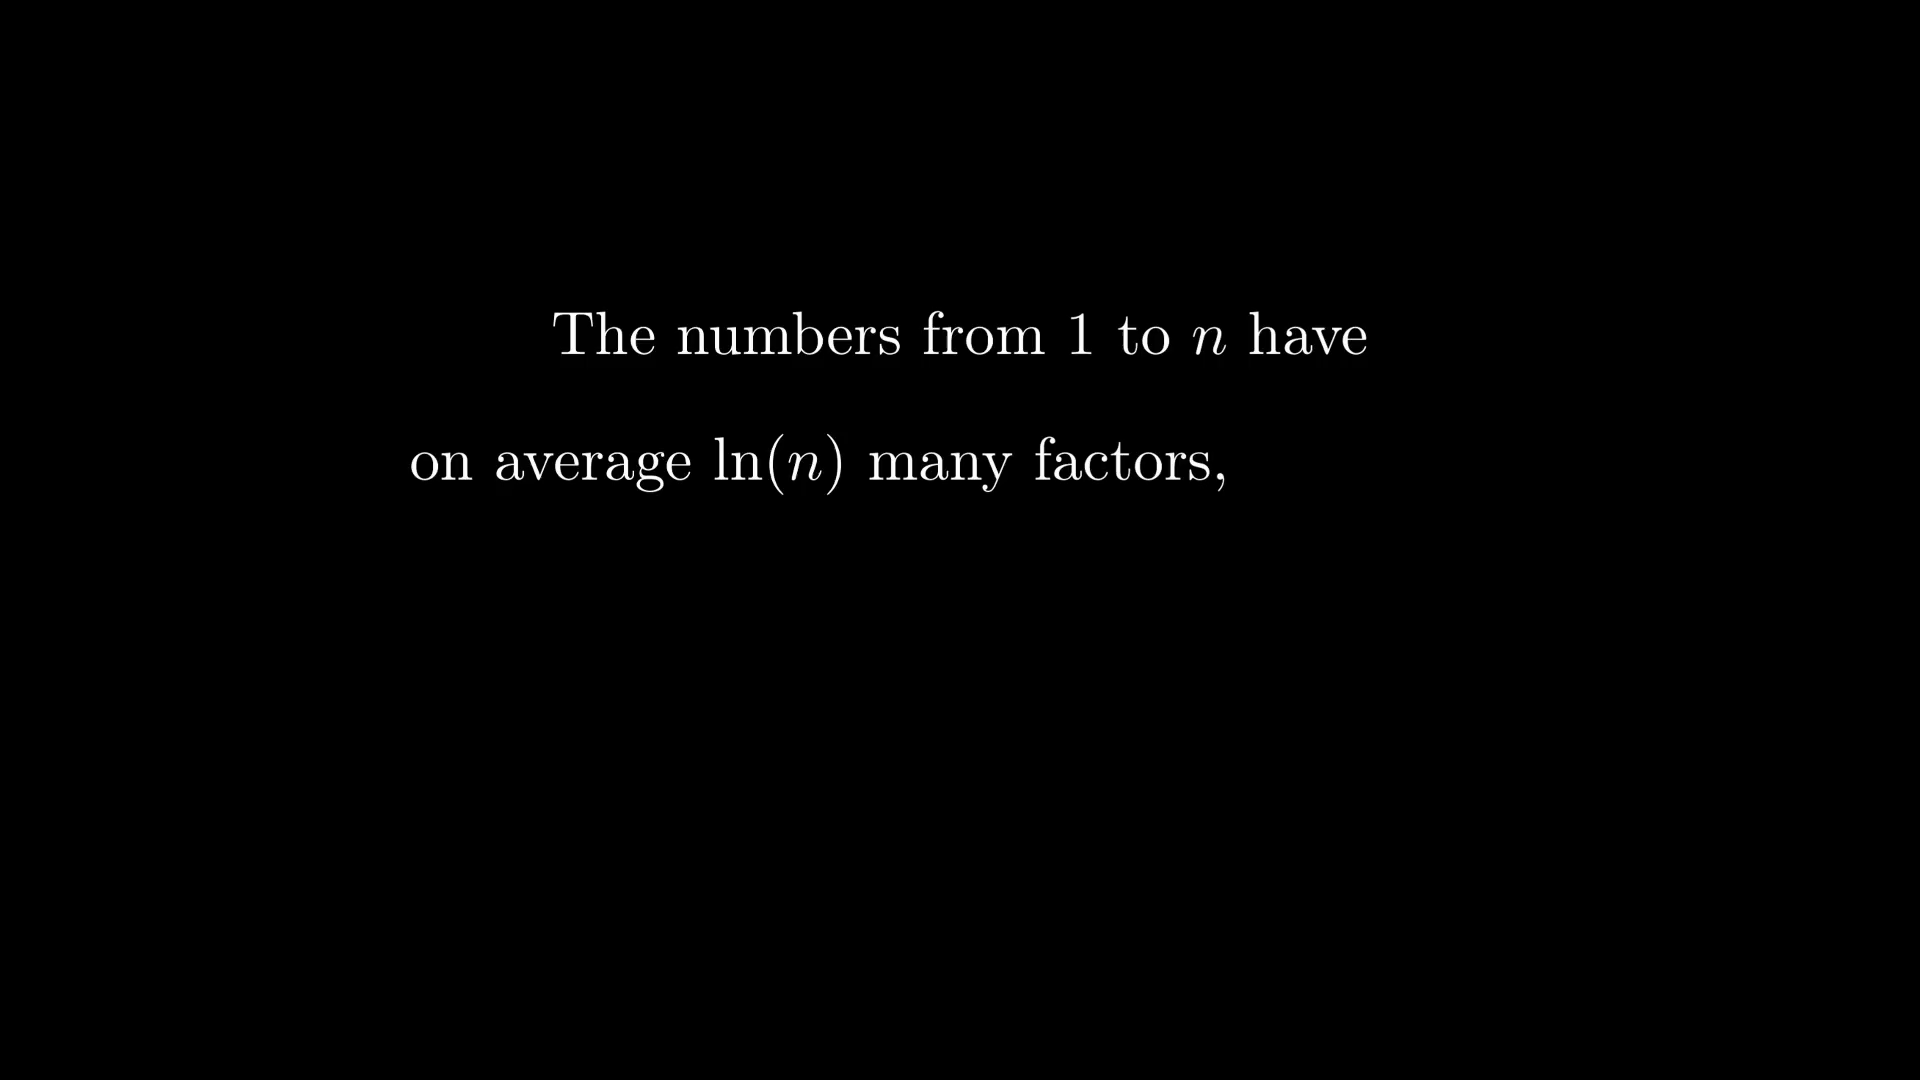 The numbers from 1 to n have
on average ln(n) many factors,